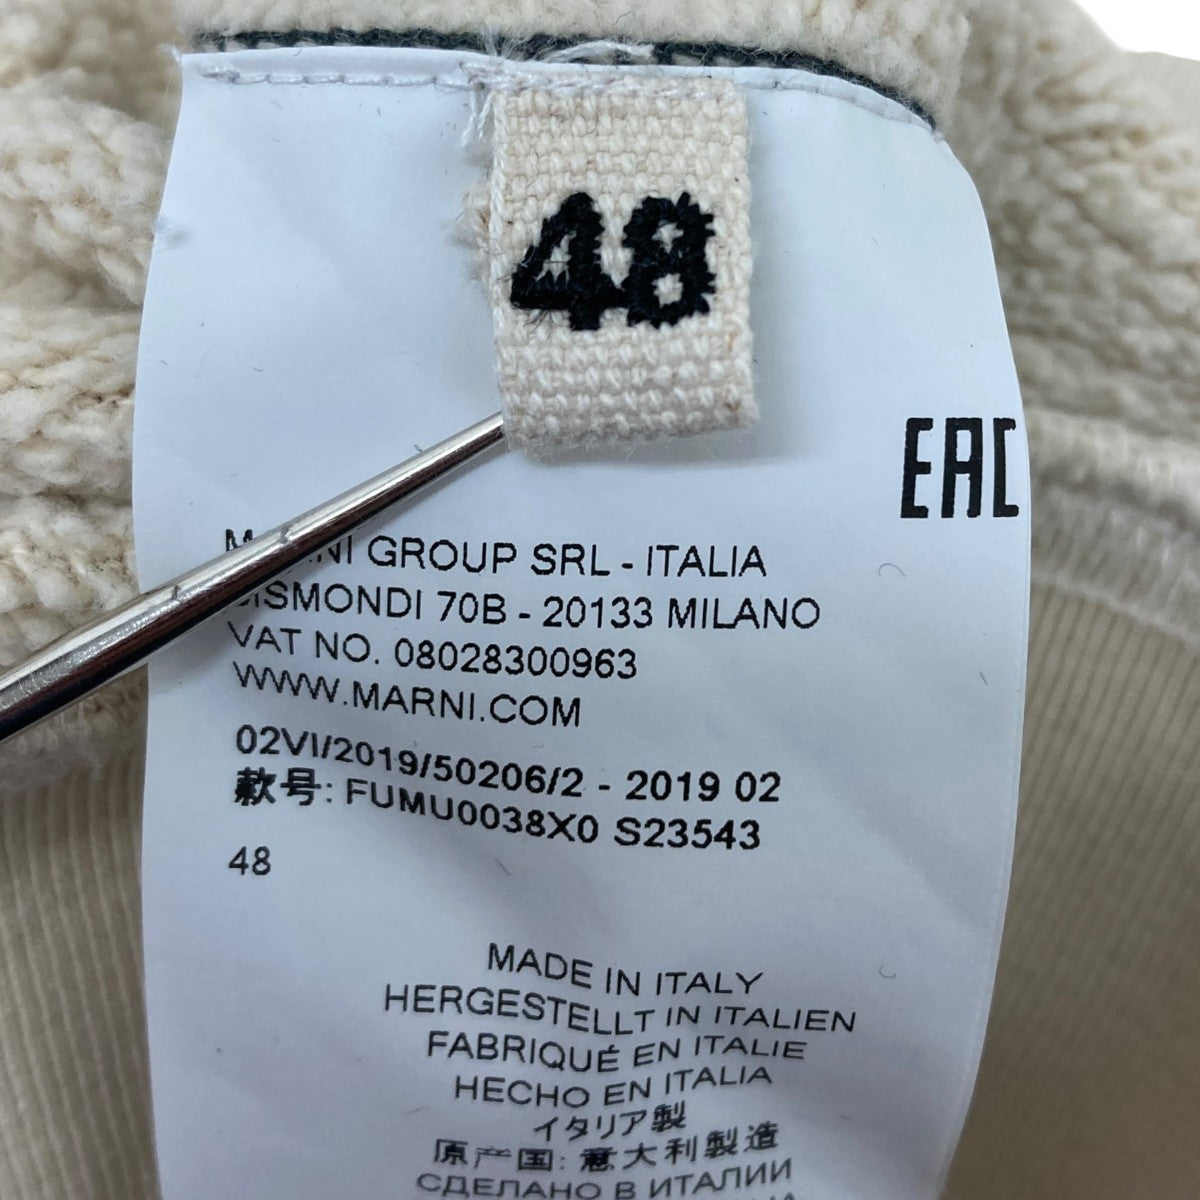 48
EAC
GROUP SRL - ITALIA
70B - 20133 MILANO
VAT NO. 08028300963
WWW.MARNI.COM
02VI/2019/50206/2 - 2019 02
款号: FUMU0038X0 S23543
48
MADE IN ITALY
HERGESTELLT IN ITALIEN
FABRIQUÉ EN ITALIE
HECHO EN ITALIA
イタリア製
原产国: 意大利製造
СДЕЛАНО В ИТАЛИИ